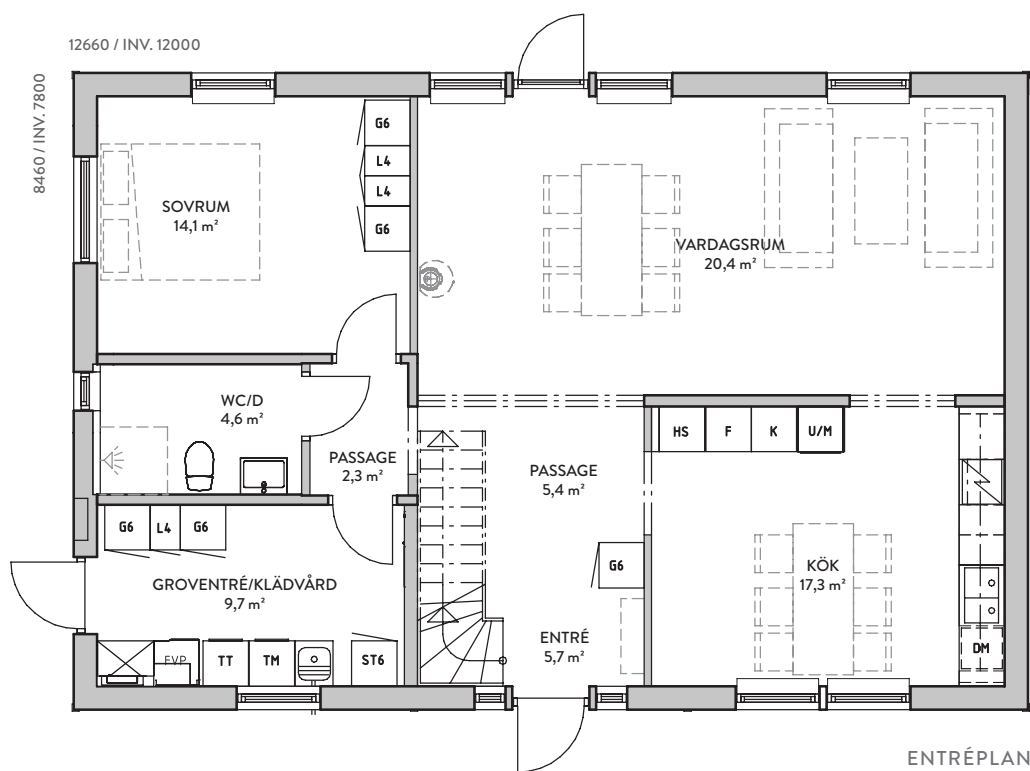 12660 / INV. 12000
8460 / INV. 7800
G6
L4
L4
G6
SOVRUM
14,1 m²
VARDAGSRUM
20,4 m²
WC/D
4,6 m²
PASSAGE
2,3 m²
PASSAGE
5,4 m²
HS
F
K
U/M
G6
L4
G6
GROVENTRÉ/KLÄDVÅRD
9,7 m²
G6
KÖK
17,3 m²
ENTRÉ
5,7 m²
FVP
TT
TM
ST6
DM
ENTRÉPLAN